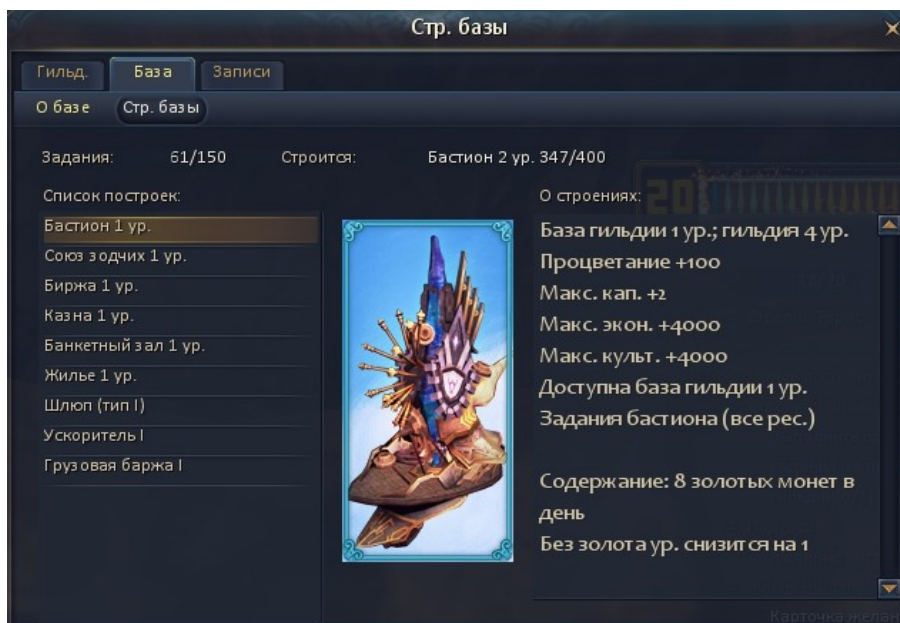 Стр. базы
Гильд. База Записи
О базе Стр. базы
Задания: 61/150 Строится: Бастион 2 ур. 347/400
Список построек:
Бастион 1 ур.
Союз зодчих 1 ур.
Биржа 1 ур.
Казна 1 ур.
Банкетный зал 1 ур.
Жилье 1 ур.
Шлюп (тип I)
Ускоритель I
Грузовая баржа I
О строениях:
База гильдии 1 ур.; гильдия 4 ур.
Процветание +100
Макс. кап. +2
Макс. экон. +4000
Макс. культ. +4000
Доступна база гильдии 1 ур.
Задания бастиона (все рес.)
Содержание: 8 золотых монет в
день
Без золота ур. снизится на 1
20
Карточка желан